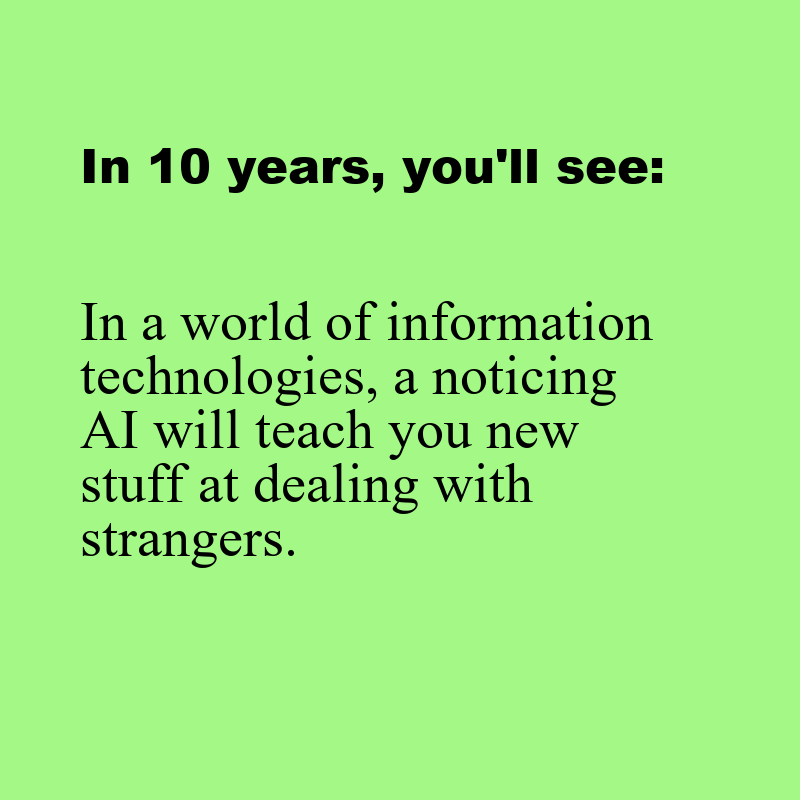 In 10 years, you'll see:
In a world of information
technologies, a noticing
AI will teach you new
stuff at dealing with
strangers.